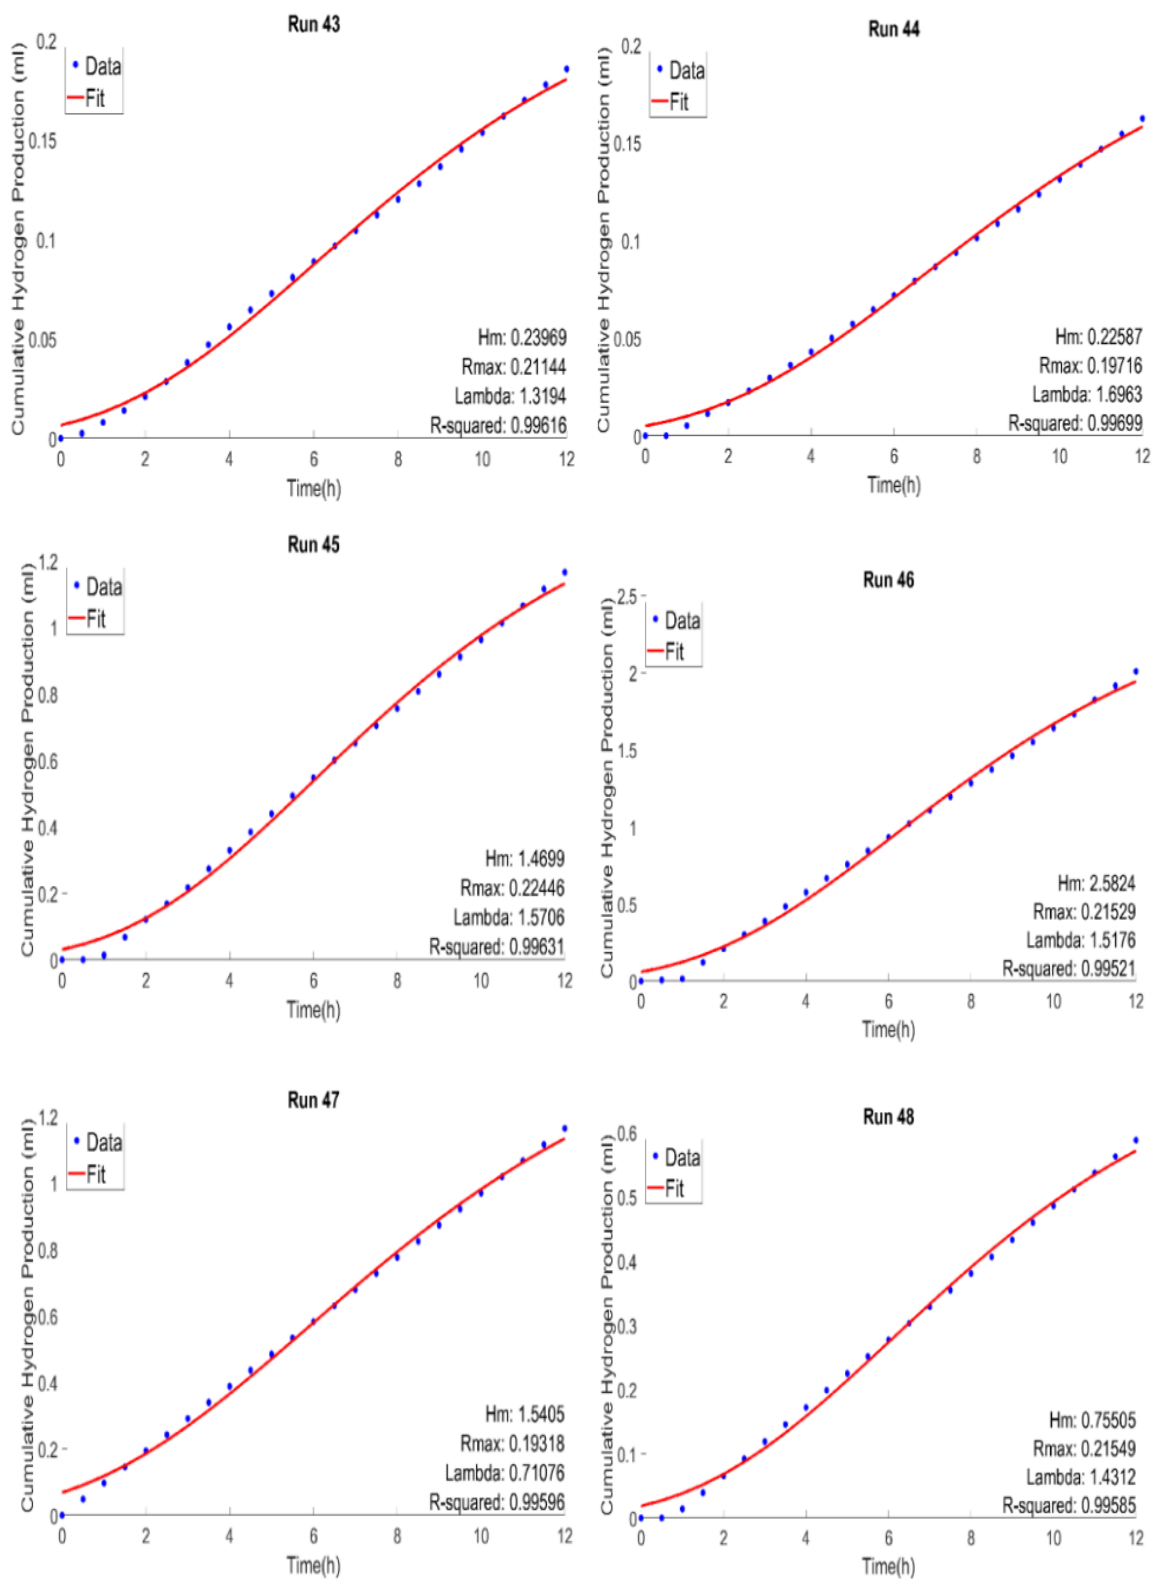 Run 43
Cumulative Hydrogen Production (ml)
0.2
0.15
0.1
0.05
0
Data
Fit
Hm: 0.23969
Rmax: 0.21144
Lambda: 1.3194
R-squared: 0.99616
0 2 4 6 8 10 12
Time(h)
Run 44
Cumulative Hydrogen Production (ml)
0.2
0.15
0.1
0.05
0
Data
Fit
Hm: 0.22587
Rmax: 0.19716
Lambda: 1.6963
R-squared: 0.99699
0 2 4 6 8 10 12
Time(h)
Run 45
Cumulative Hydrogen Production (ml)
1.2
1
0.8
0.6
0.4
0.2
0
Data
Fit
Hm: 1.4699
Rmax: 0.22446
Lambda: 1.5706
R-squared: 0.99631
0 2 4 6 8 10 12
Time(h)
Run 46
Cumulative Hydrogen Production (ml)
2.5
2
1.5
1
0.5
0
Data
Fit
Hm: 2.5824
Rmax: 0.21529
Lambda: 1.5176
R-squared: 0.99521
0 2 4 6 8 10 12
Time(h)
Run 47
Cumulative Hydrogen Production (ml)
1.2
1
0.8
0.6
0.4
0.2
0
Data
Fit
Hm: 1.5405
Rmax: 0.19318
Lambda: 0.71076
R-squared: 0.99596
0 2 4 6 8 10 12
Time(h)
Run 48
Cumulative Hydrogen Production (ml)
0.6
0.5
0.4
0.3
0.2
0.1
0
Data
Fit
Hm: 0.75505
Rmax: 0.21549
Lambda: 1.4312
R-squared: 0.99585
0 2 4 6 8 10 12
Time(h)